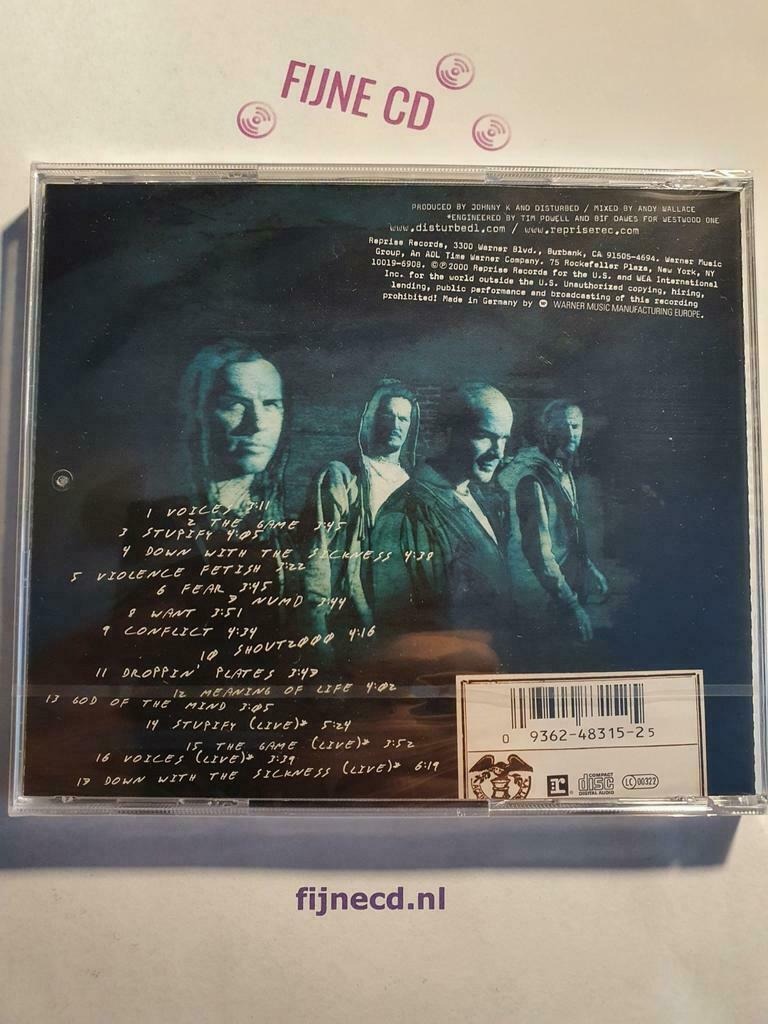 FIJNE CD
PRODUCED BY JOHNNY K AND DISTURBED / MIXED BY ANDY WALLACE
*ENGINEERED BY TIM POWELL AND BIF DAWES FOR WESTWOOD ONE
www.disturbed1.com / www.repriserec.com
Reprise Records, 3300 Warner Blvd., Burbank, CA 91505-4694. Warner Music
Group, An AOL Time Warner Company. 75 Rockefeller Plaza, New York, NY
10019-6908. ©℗2000 Reprise Records for the U.S. and WEA International
Inc. for the world outside the U.S. Unauthorized copying, hiring,
lending, public performance and broadcasting of this recording
prohibited! Made in Germany by WARNER MUSIC MANUFACTURING EUROPE.
1 VOICES 3:11
2 THE GAME 3:45
3 STUPIFY 4:05
4 DOWN WITH THE SICKNESS 4:38
5 VIOLENCE FETISH 3:22
6 FEAR 3:45
7 NUMB 3:44
8 WANT 3:51
9 CONFLICT 4:34
10 SHOUT2000 4:16
11 DROPPIN' PLATES 3:48
12 MEANING OF LIFE 4:02
13 GOD OF THE MIND 3:05
14 STUPIFY (LIVE)* 5:24
15 THE GAME (LIVE)* 3:52
16 VOICES (LIVE)* 3:39
17 DOWN WITH THE SICKNESS (LIVE)* 6:19
0 9362-48315-2 5
r
COMPACT
disc
DIGITAL AUDIO
LC 00322
fijnecd.nl